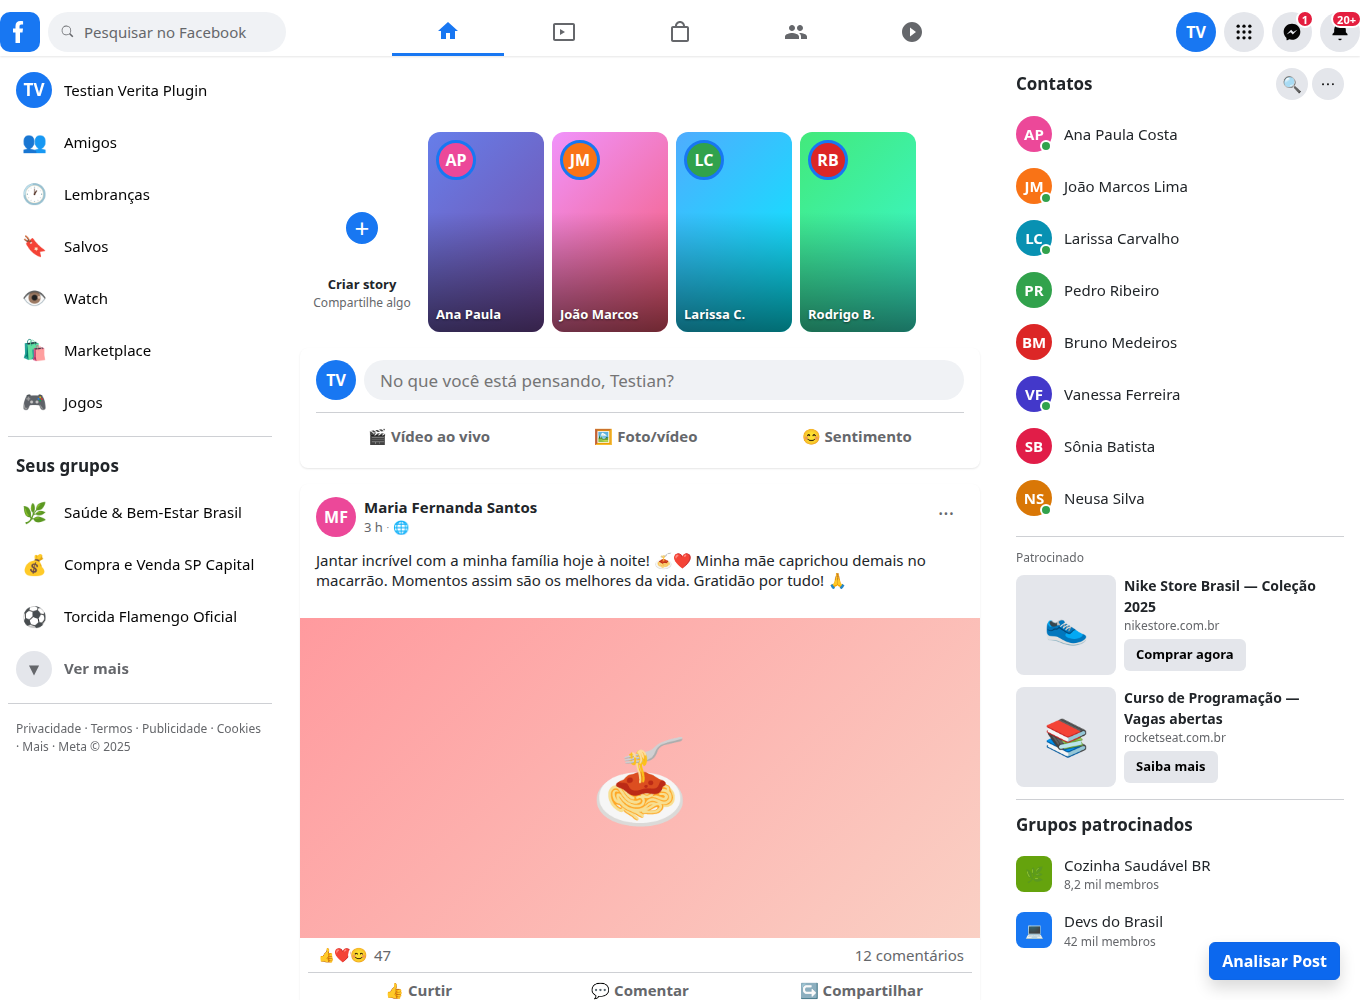 Pesquisar no Facebook
TV
1
20+
TV Testian Verita Plugin
Amigos
Lembranças
Salvos
Watch
Marketplace
Jogos
Seus grupos
Saúde & Bem-Estar Brasil
Compra e Venda SP Capital
Torcida Flamengo Oficial
Ver mais
Privacidade · Termos · Publicidade · Cookies
· Mais · Meta © 2025
Criar story
Compartilhe algo
AP
Ana Paula
JM
João Marcos
LC
Larissa C.
RB
Rodrigo B.
TV No que você está pensando, Testian?
🎬 Vídeo ao vivo
🖼️ Foto/vídeo
😊 Sentimento
MF Maria Fernanda Santos
3 h · 🌐
Jantar incrível com a minha família hoje à noite! 🍝❤️ Minha mãe caprichou demais no
macarrão. Momentos assim são os melhores da vida. Gratidão por tudo! 🙏
👍❤️😊 47
12 comentários
👍 Curtir
💬 Comentar
↪️ Compartilhar
Contatos
AP Ana Paula Costa
JM João Marcos Lima
LC Larissa Carvalho
PR Pedro Ribeiro
BM Bruno Medeiros
VF Vanessa Ferreira
SB Sônia Batista
NS Neusa Silva
Patrocinado
Nike Store Brasil — Coleção
2025
nikestore.com.br
Comprar agora
Curso de Programação —
Vagas abertas
rocketseat.com.br
Saiba mais
Grupos patrocinados
Cozinha Saudável BR
8,2 mil membros
Devs do Brasil
42 mil membros
Analisar Post